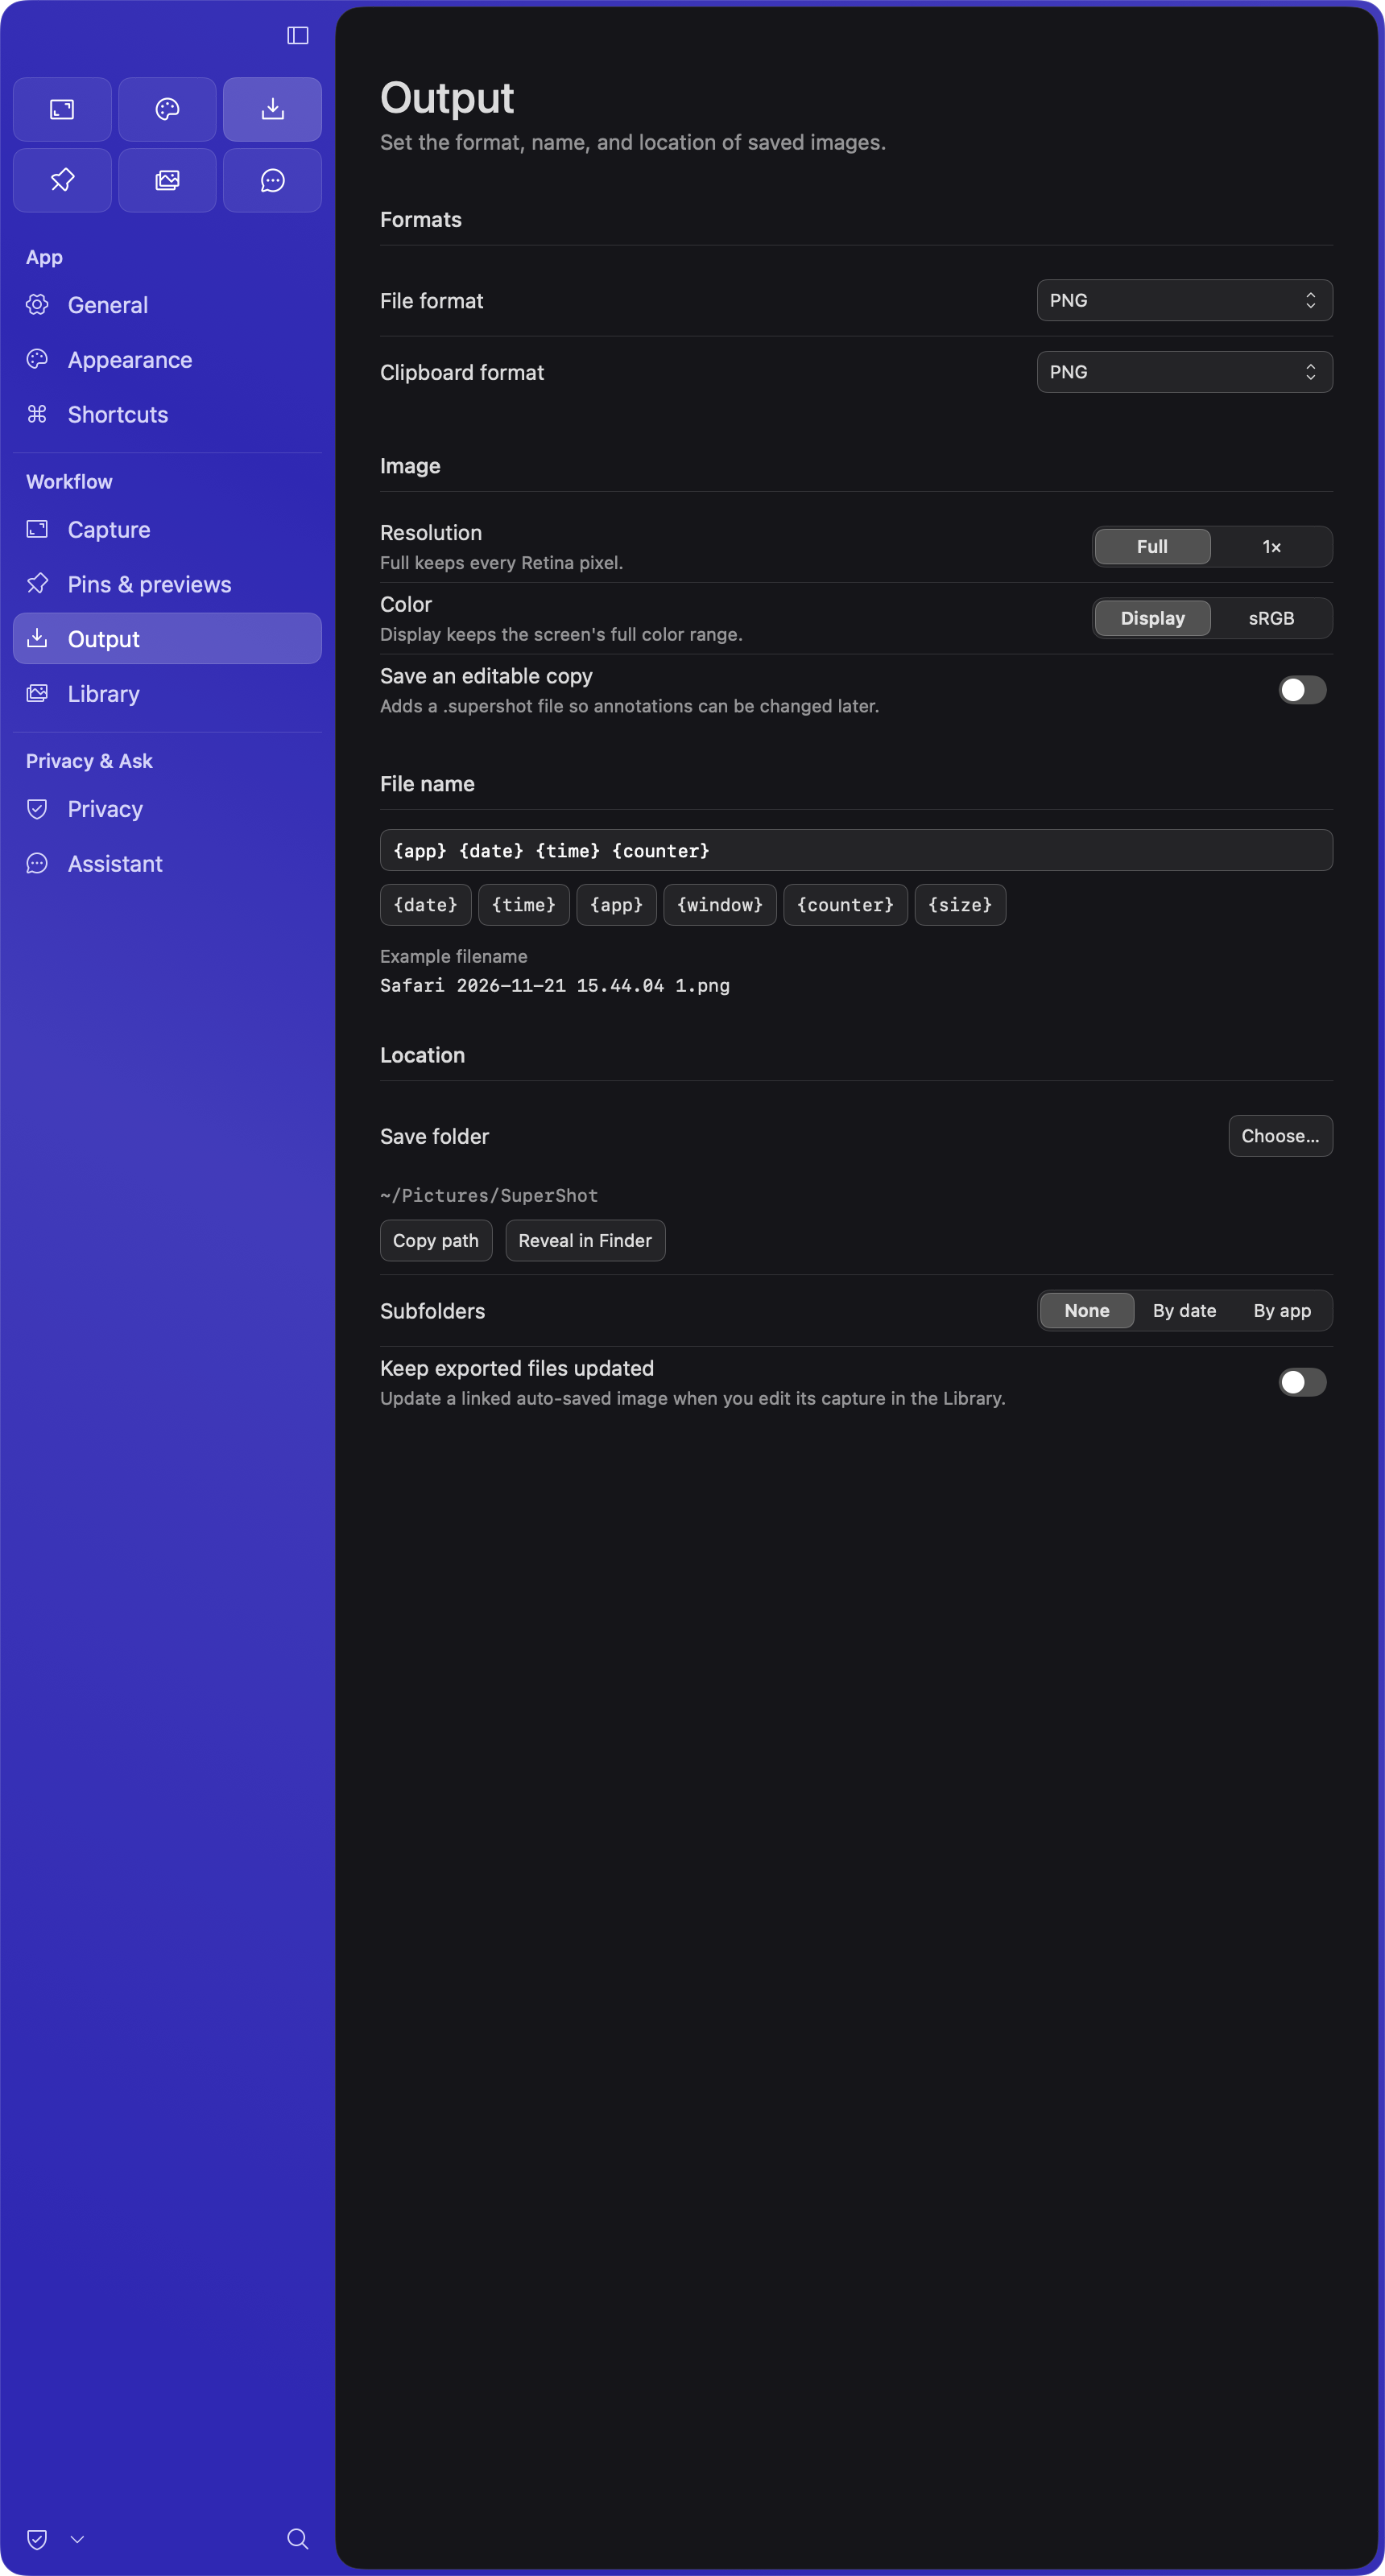 App
General
Appearance
Shortcuts
Workflow
Capture
Pins & previews
Output
Library
Privacy & Ask
Privacy
Assistant
Output
Set the format, name, and location of saved images.
Formats
File format
PNG
Clipboard format
PNG
Image
Resolution
Full keeps every Retina pixel.
Full 1×
Color
Display keeps the screen's full color range.
Display sRGB
Save an editable copy
Adds a .supershot file so annotations can be changed later.
File name
{app} {date} {time} {counter}
{date} {time} {app} {window} {counter} {size}
Example filename
Safari 2026-11-21 15.44.04 1.png
Location
Save folder
Choose...
~/Pictures/SuperShot
Copy path Reveal in Finder
Subfolders
None By date By app
Keep exported files updated
Update a linked auto-saved image when you edit its capture in the Library.